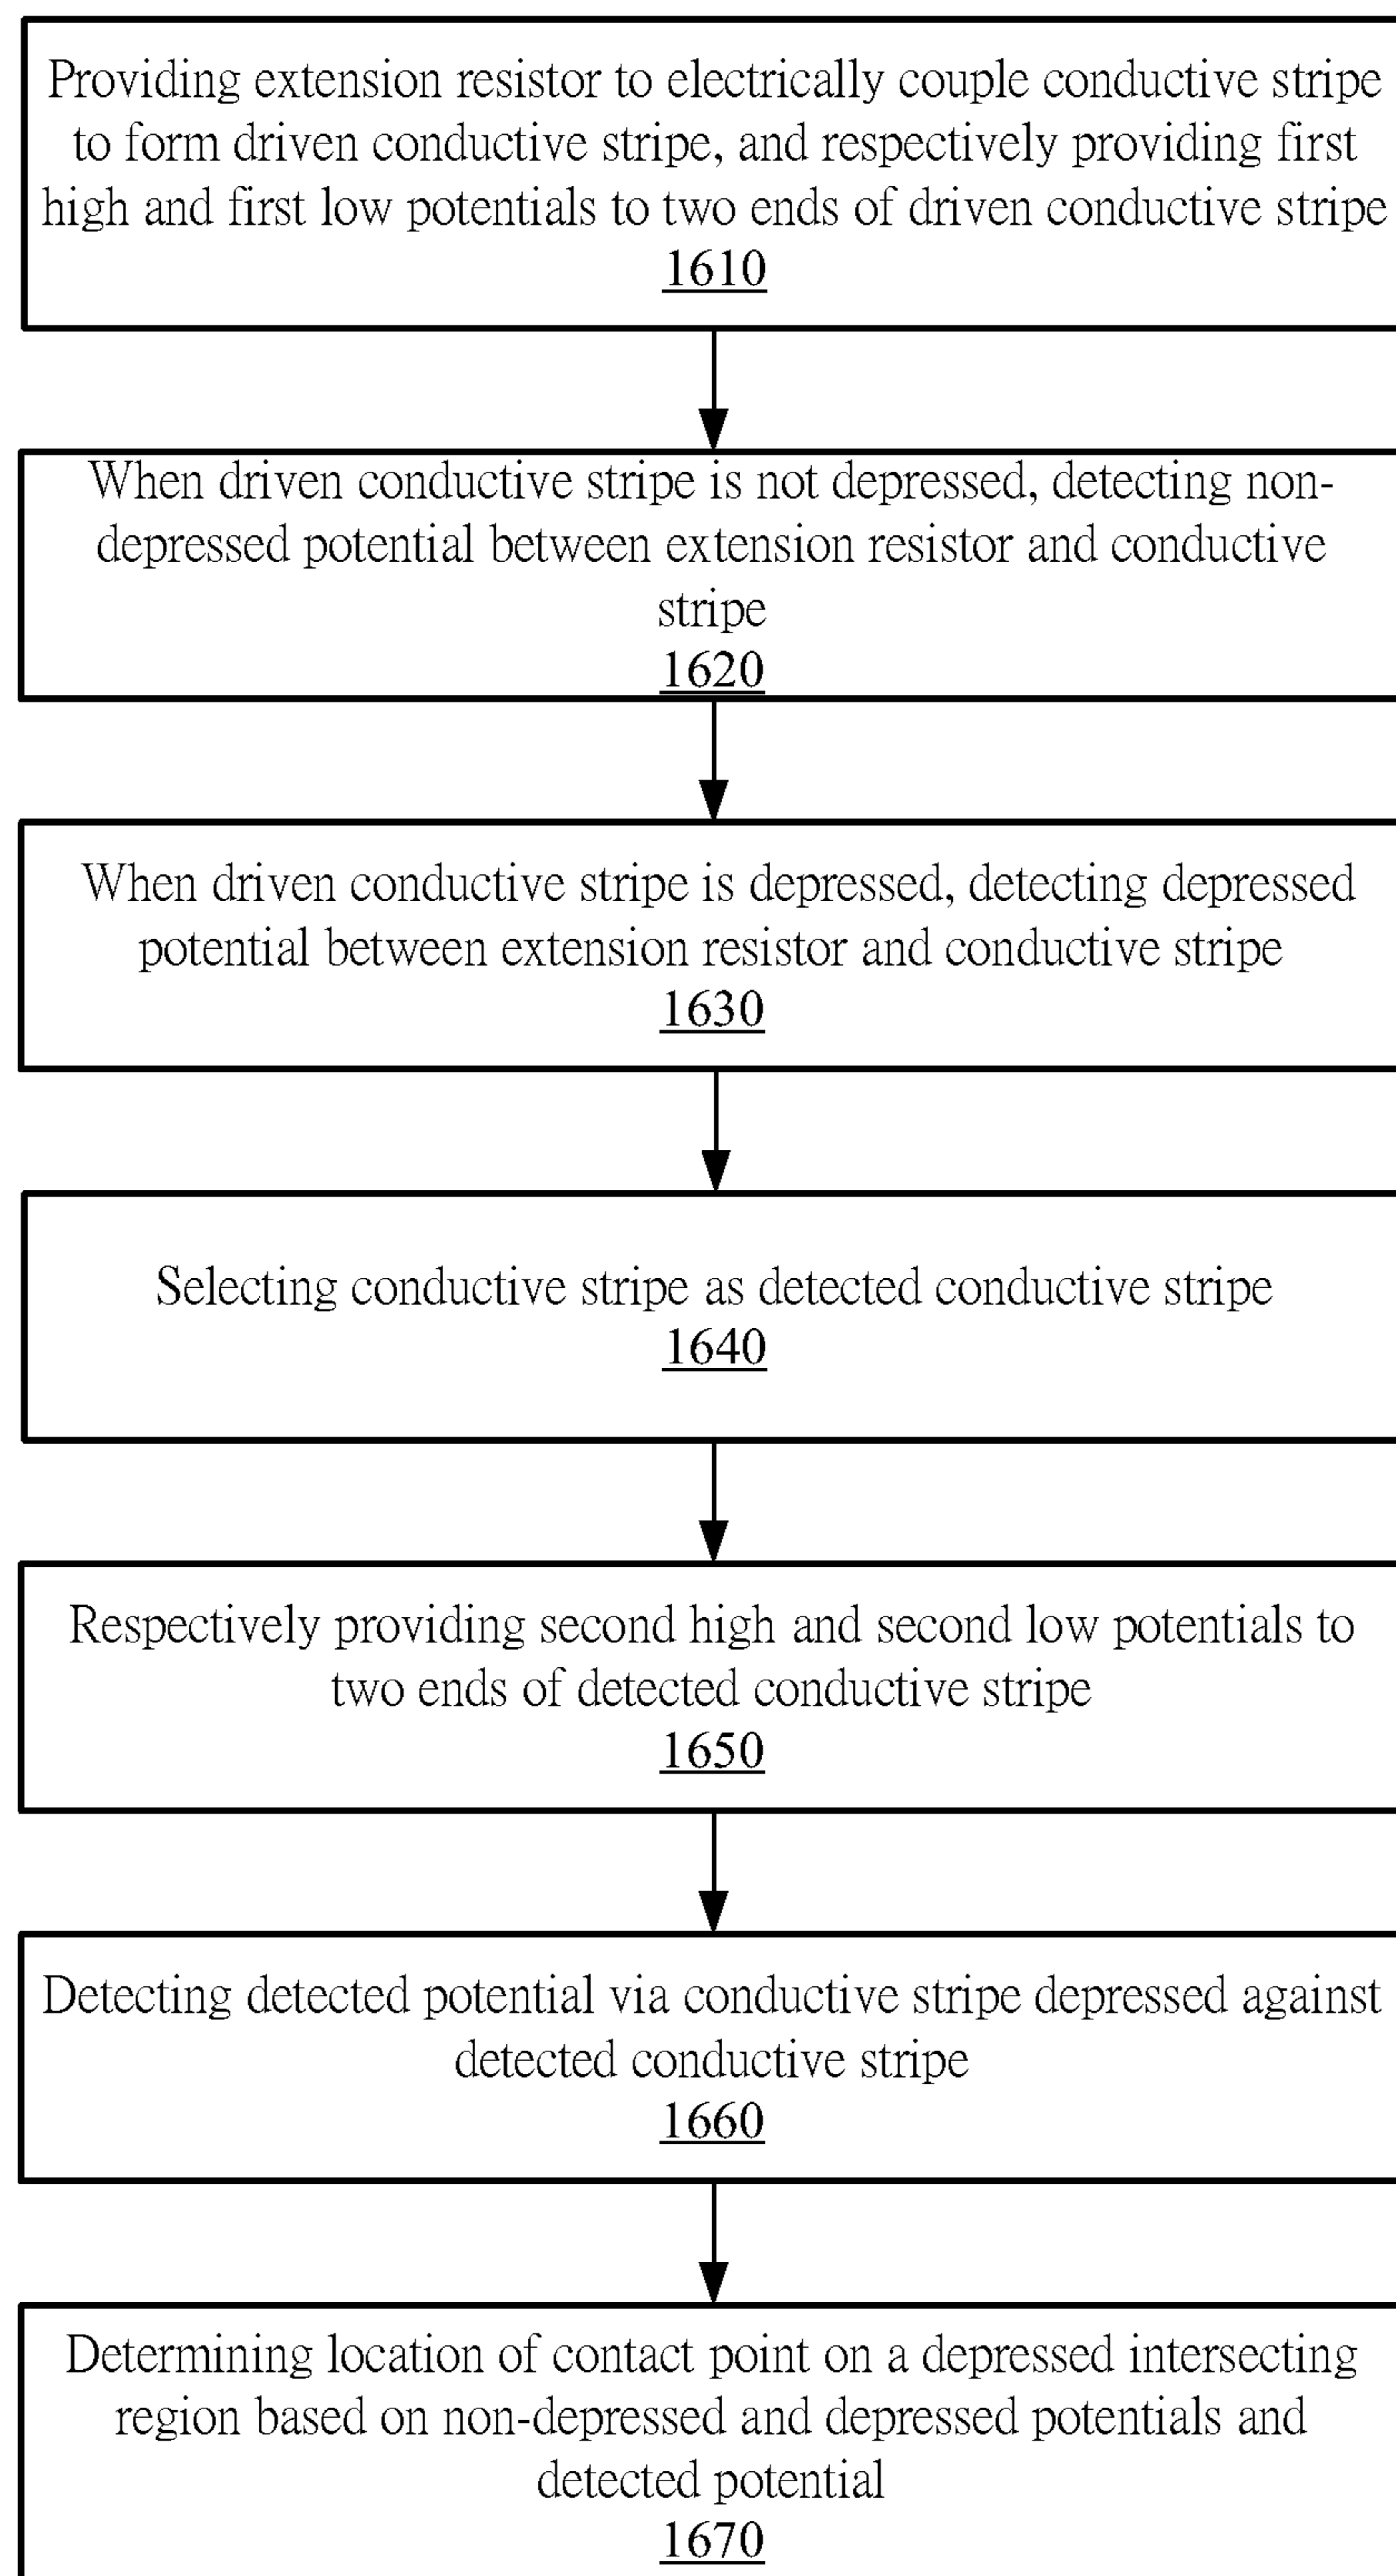 Providing extension resistor to electrically couple conductive stripe
to form driven conductive stripe, and respectively providing first
high and first low potentials to two ends of driven conductive stripe
1610
When driven conductive stripe is not depressed, detecting non-
depressed potential between extension resistor and conductive
stripe
1620
When driven conductive stripe is depressed, detecting depressed
potential between extension resistor and conductive stripe
1630
Selecting conductive stripe as detected conductive stripe
1640
Respectively providing second high and second low potentials to
two ends of detected conductive stripe
1650
Detecting detected potential via conductive stripe depressed against
detected conductive stripe
1660
Determining location of contact point on a depressed intersecting
region based on non-depressed and depressed potentials and
detected potential
1670